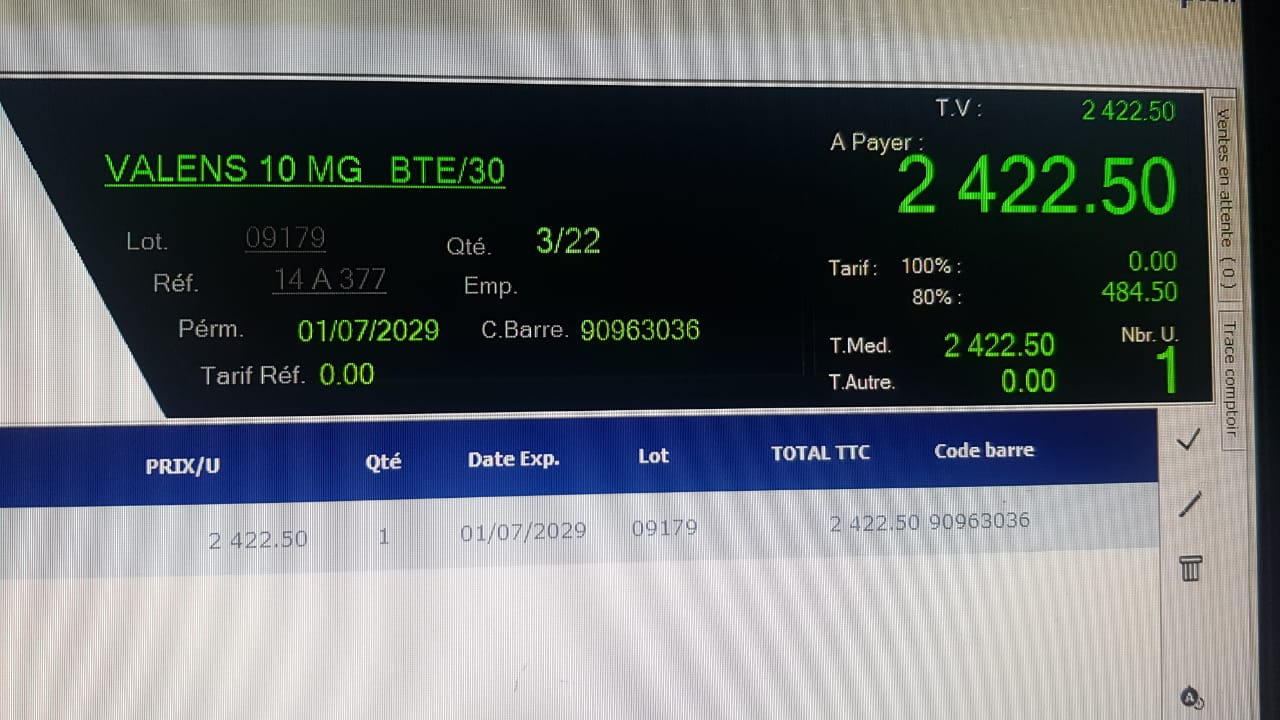 T.V : 2 422.50
A Payer :
2 422.50
VALENS 10 MG BTE/30
Lot. 09179 Qté. 3/22
Réf. 14 A 377 Emp.
Pérm. 01/07/2029 C.Barre. 90963036
Tarif Réf. 0.00
Tarif : 100% : 0.00
80% : 484.50
T.Med. 2 422.50 Nbr. U.
T.Autre. 0.00 1
Ventes en attente ( 0 )
Trace comptoir
PRIX/U Qté Date Exp. Lot TOTAL TTC Code barre
2 422.50 1 01/07/2029 09179 2 422.50 90963036
A